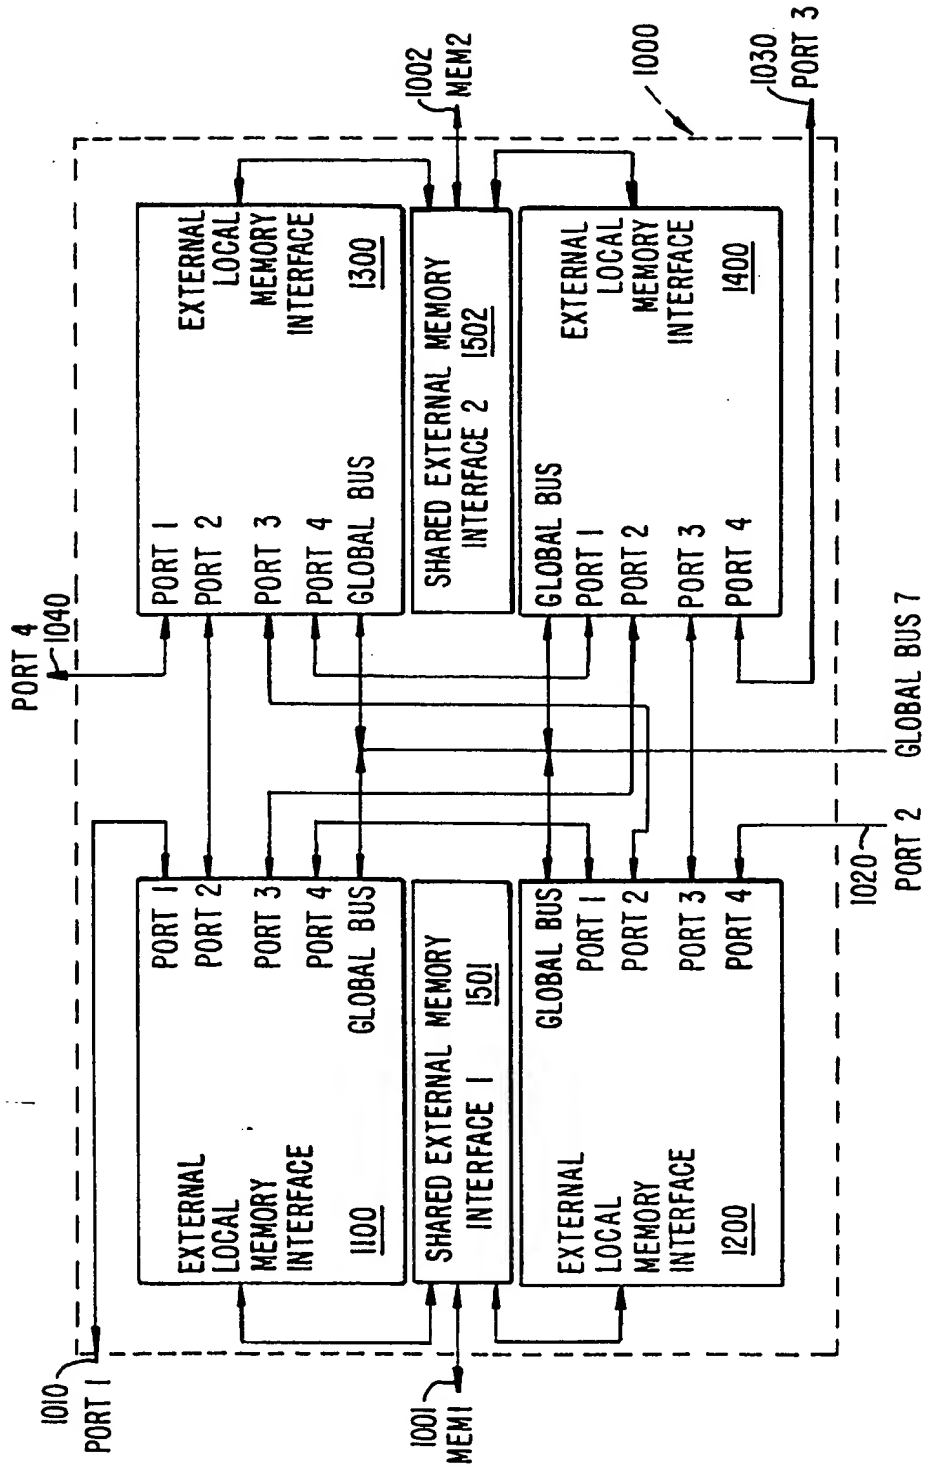 1010
PORT 1
1001
MEM1
EXTERNAL
LOCAL
MEMORY
INTERFACE
1100
PORT 1
PORT 2
PORT 3
PORT 4
GLOBAL BUS
SHARED EXTERNAL MEMORY
INTERFACE 1
1501
EXTERNAL
LOCAL
MEMORY
INTERFACE
1200
GLOBAL BUS
PORT 1
PORT 2
PORT 3
PORT 4
1020
PORT 2
GLOBAL BUS 7
PORT 4
1040
PORT 1
PORT 2
PORT 3
PORT 4
GLOBAL BUS
EXTERNAL
LOCAL
MEMORY
INTERFACE
1300
SHARED EXTERNAL MEMORY
INTERFACE 2
1502
GLOBAL BUS
PORT 1
PORT 2
PORT 3
PORT 4
EXTERNAL
LOCAL
MEMORY
INTERFACE
1400
1002
MEM2
1000
1030
PORT 3